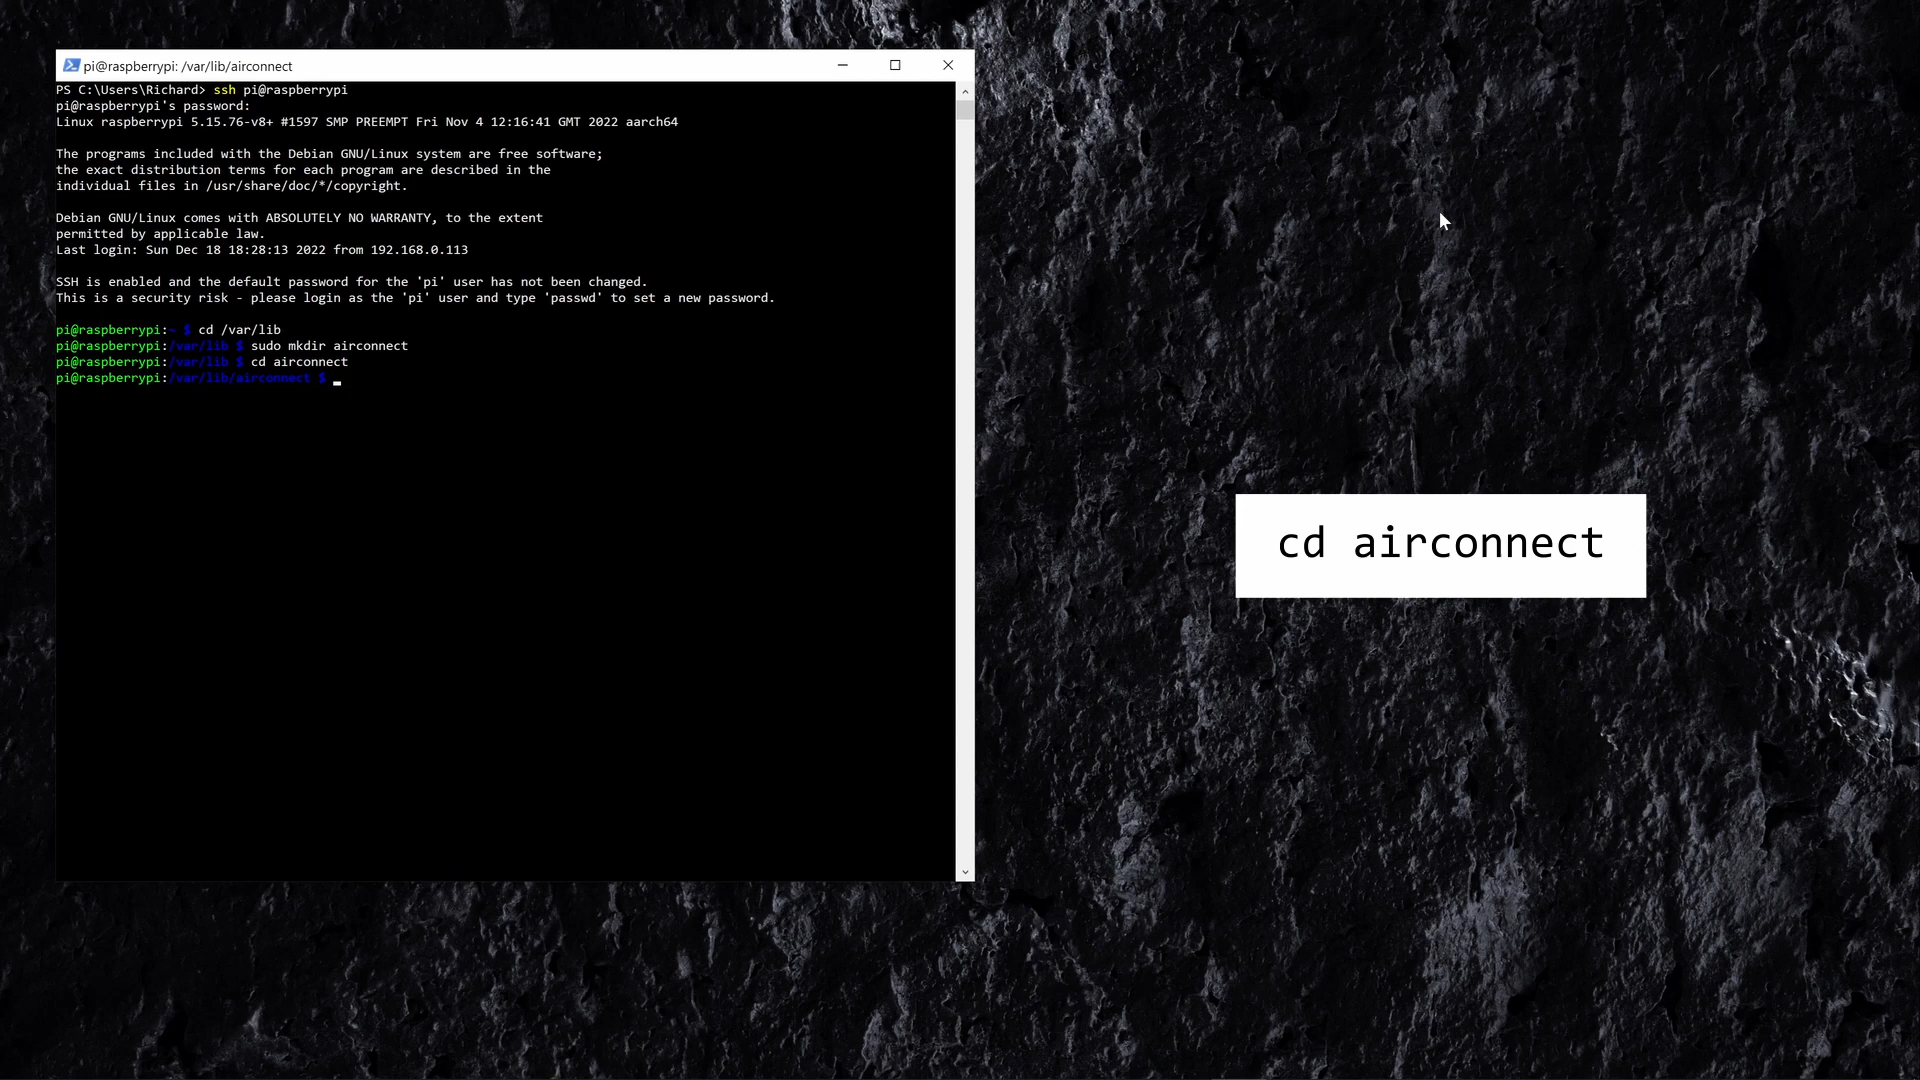 pi@raspberrypi: /var/lib/airconnect
PS C:\Users\Richard> ssh pi@raspberrypi
pi@raspberrypi's password:
Linux raspberrypi 5.15.76-v8+ #1597 SMP PREEMPT Fri Nov 4 12:16:41 GMT 2022 aarch64
The programs included with the Debian GNU/Linux system are free software;
the exact distribution terms for each program are described in the
individual files in /usr/share/doc/*/copyright.
Debian GNU/Linux comes with ABSOLUTELY NO WARRANTY, to the extent
permitted by applicable law.
Last login: Sun Dec 18 18:28:13 2022 from 192.168.0.113
SSH is enabled and the default password for the 'pi' user has not been changed.
This is a security risk - please login as the 'pi' user and type 'passwd' to set a new password.
pi@raspberrypi:~ $ cd /var/lib
pi@raspberrypi:/var/lib $ sudo mkdir airconnect
pi@raspberrypi:/var/lib $ cd airconnect
pi@raspberrypi:/var/lib/airconnect $
cd airconnect